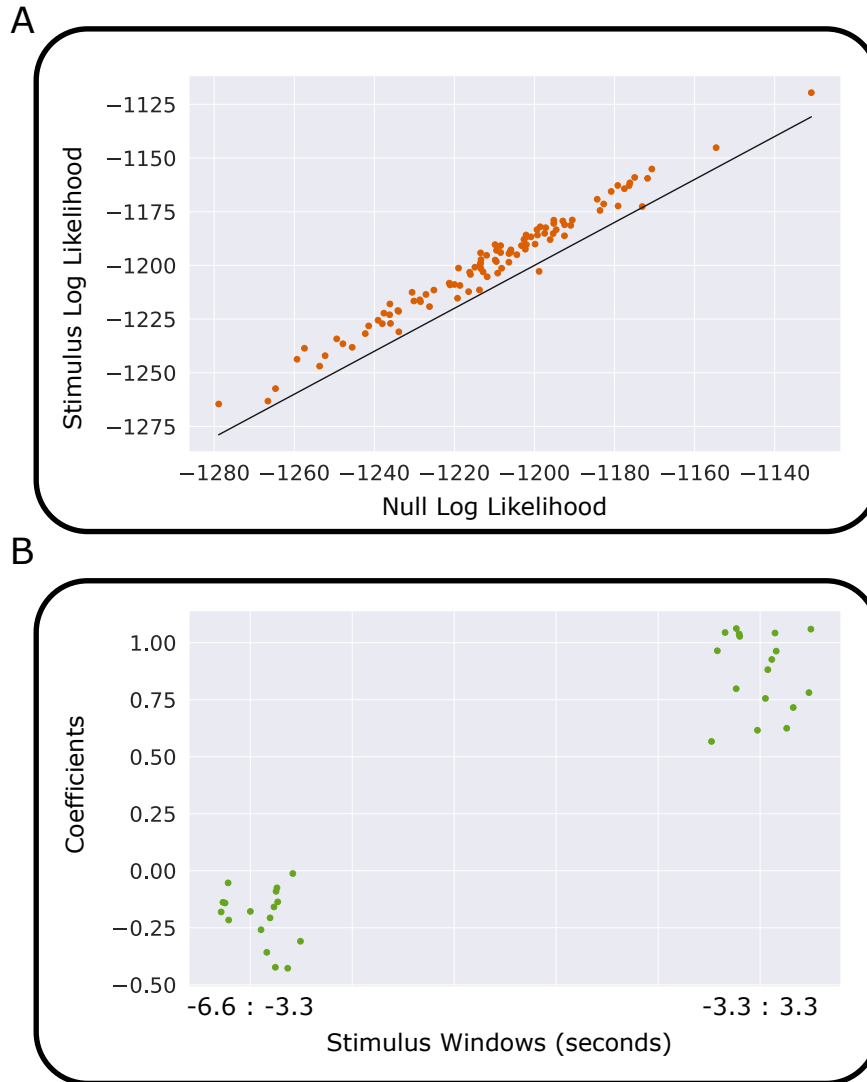 A
−1125
−1150
−1175
−1200
−1225
−1250
−1275
Stimulus Log Likelihood
−1280 −1260 −1240 −1220 −1200 −1180 −1160 −1140
Null Log Likelihood
B
1.00
0.75
0.50
0.25
0.00
−0.25
−0.50
Coefficients
-6.6 : -3.3 -3.3 : 3.3
Stimulus Windows (seconds)